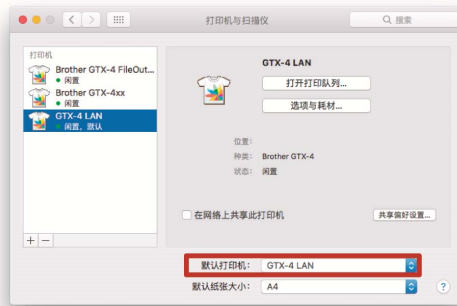 打印机与扫描仪
搜索
打印机
Brother GTX-4 FileOut...
闲置
Brother GTX-4xx
闲置
GTX-4 LAN
闲置，默认
GTX-4 LAN
打开打印队列...
选项与耗材...
位置：
种类： Brother GTX-4
状态： 闲置
在网络上共享此打印机
共享偏好设置...
+ −
默认打印机： GTX-4 LAN
默认纸张大小： A4
?